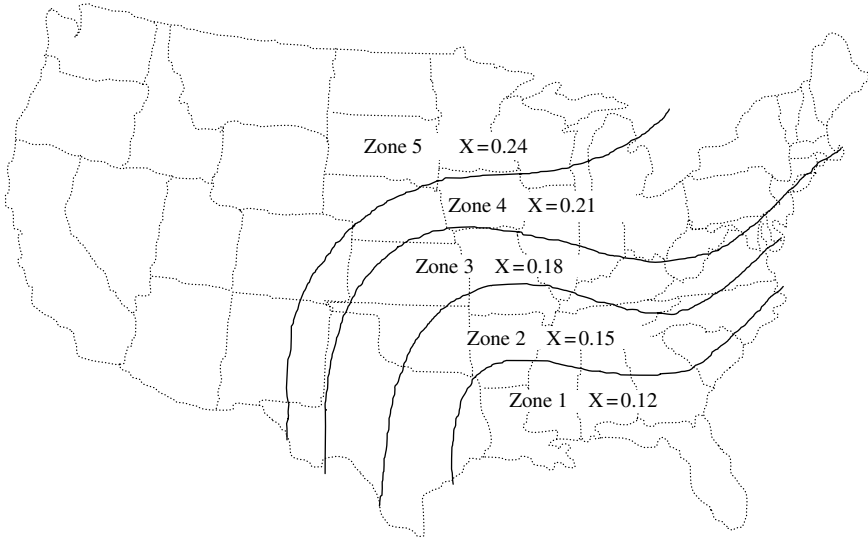 Zone 5 X=0.24
Zone 4 X=0.21
Zone 3 X=0.18
Zone 2 X=0.15
Zone 1 X=0.12